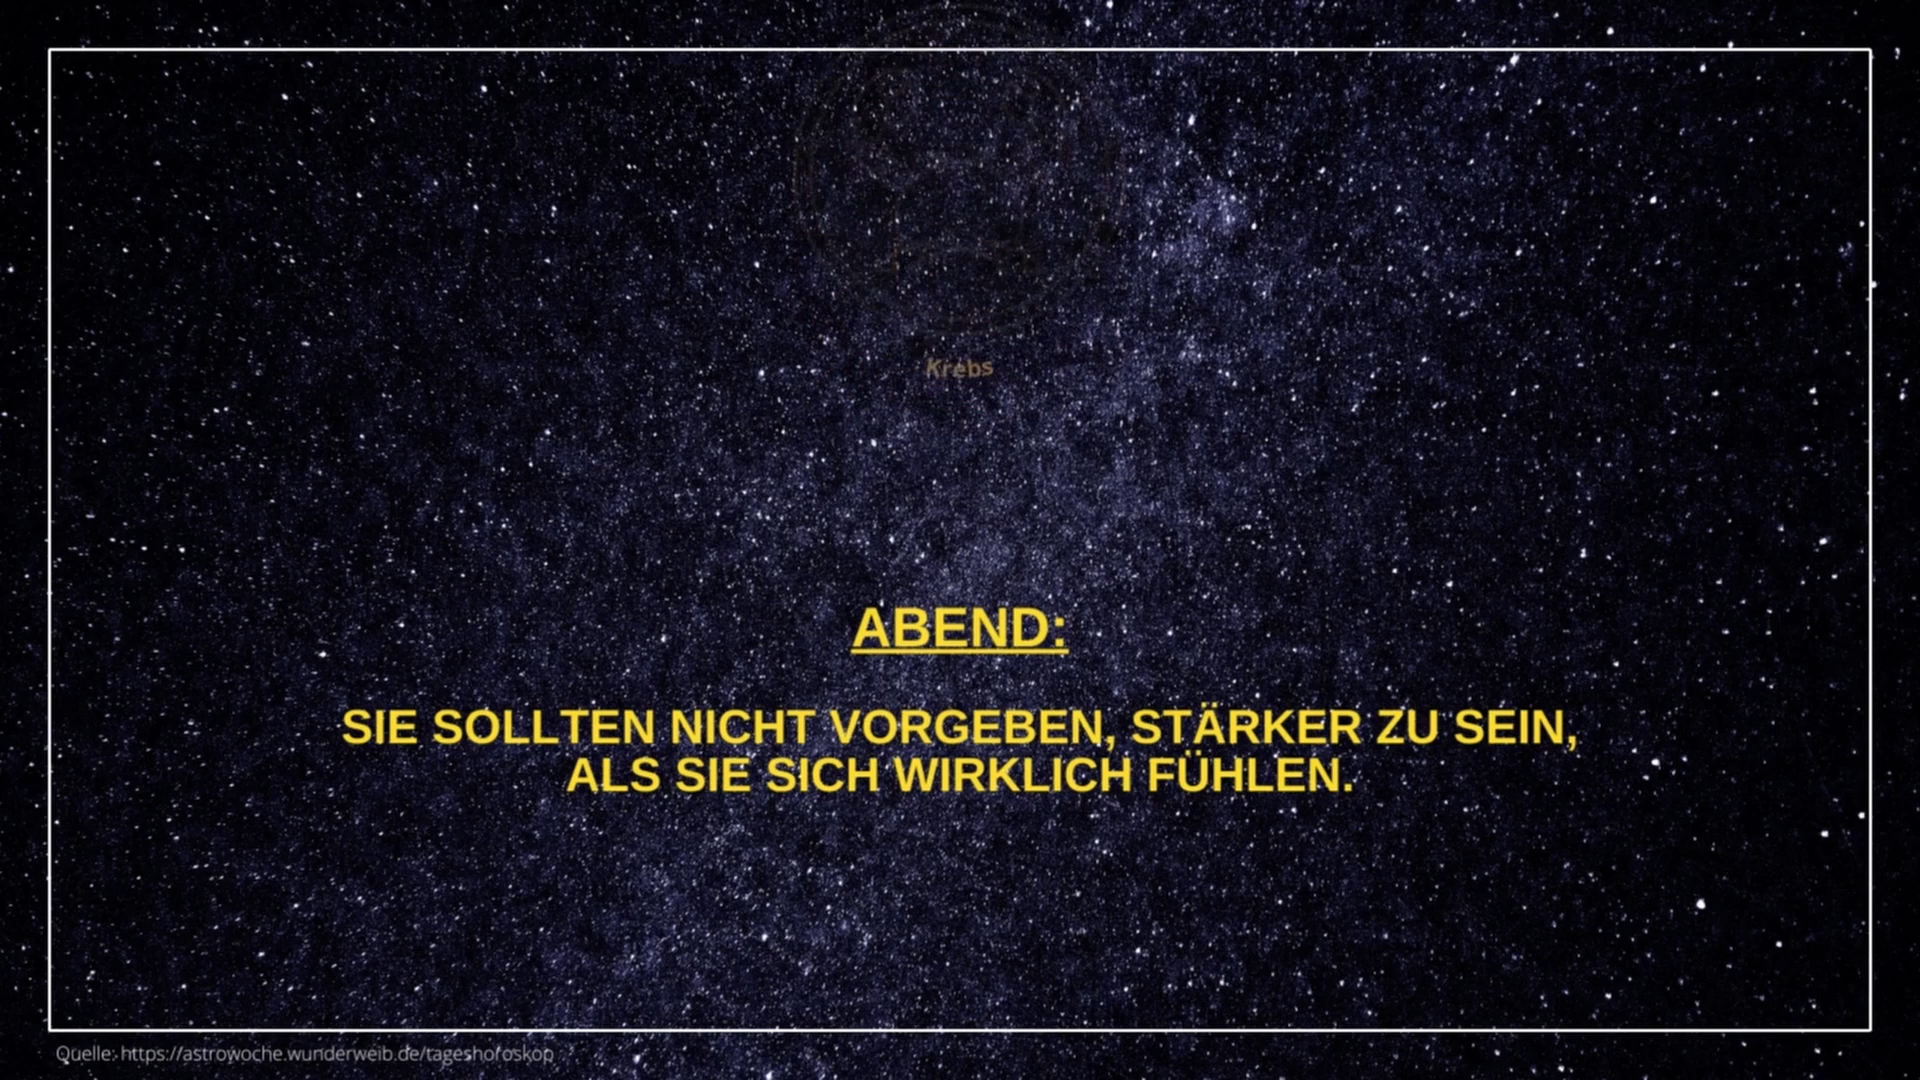 Krebs
ABEND:
SIE SOLLTEN NICHT VORGEBEN, STÄRKER ZU SEIN,
ALS SIE SICH WIRKLICH FÜHLEN.
Quelle: https://astrowoche.wunderweib.de/tageshoroskop